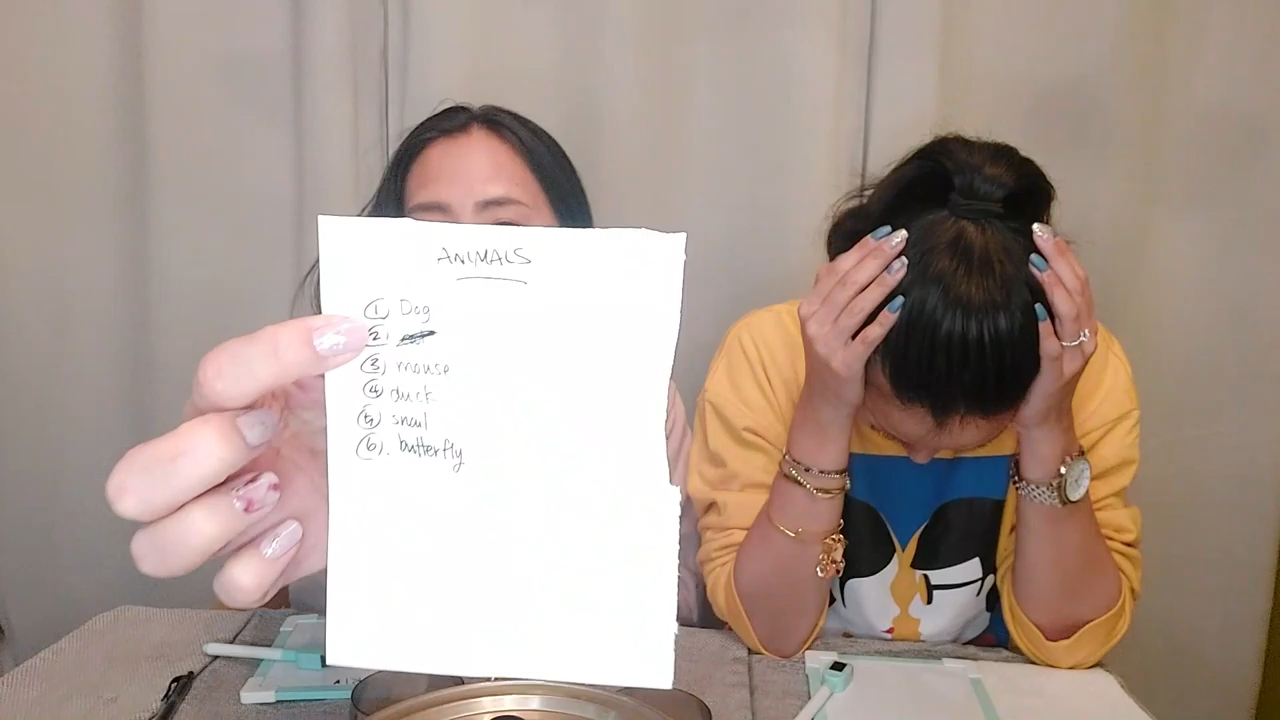 ANIMALS
① Dog
②
③ mouse
④ duck
⑤ snail
⑥. butterfly